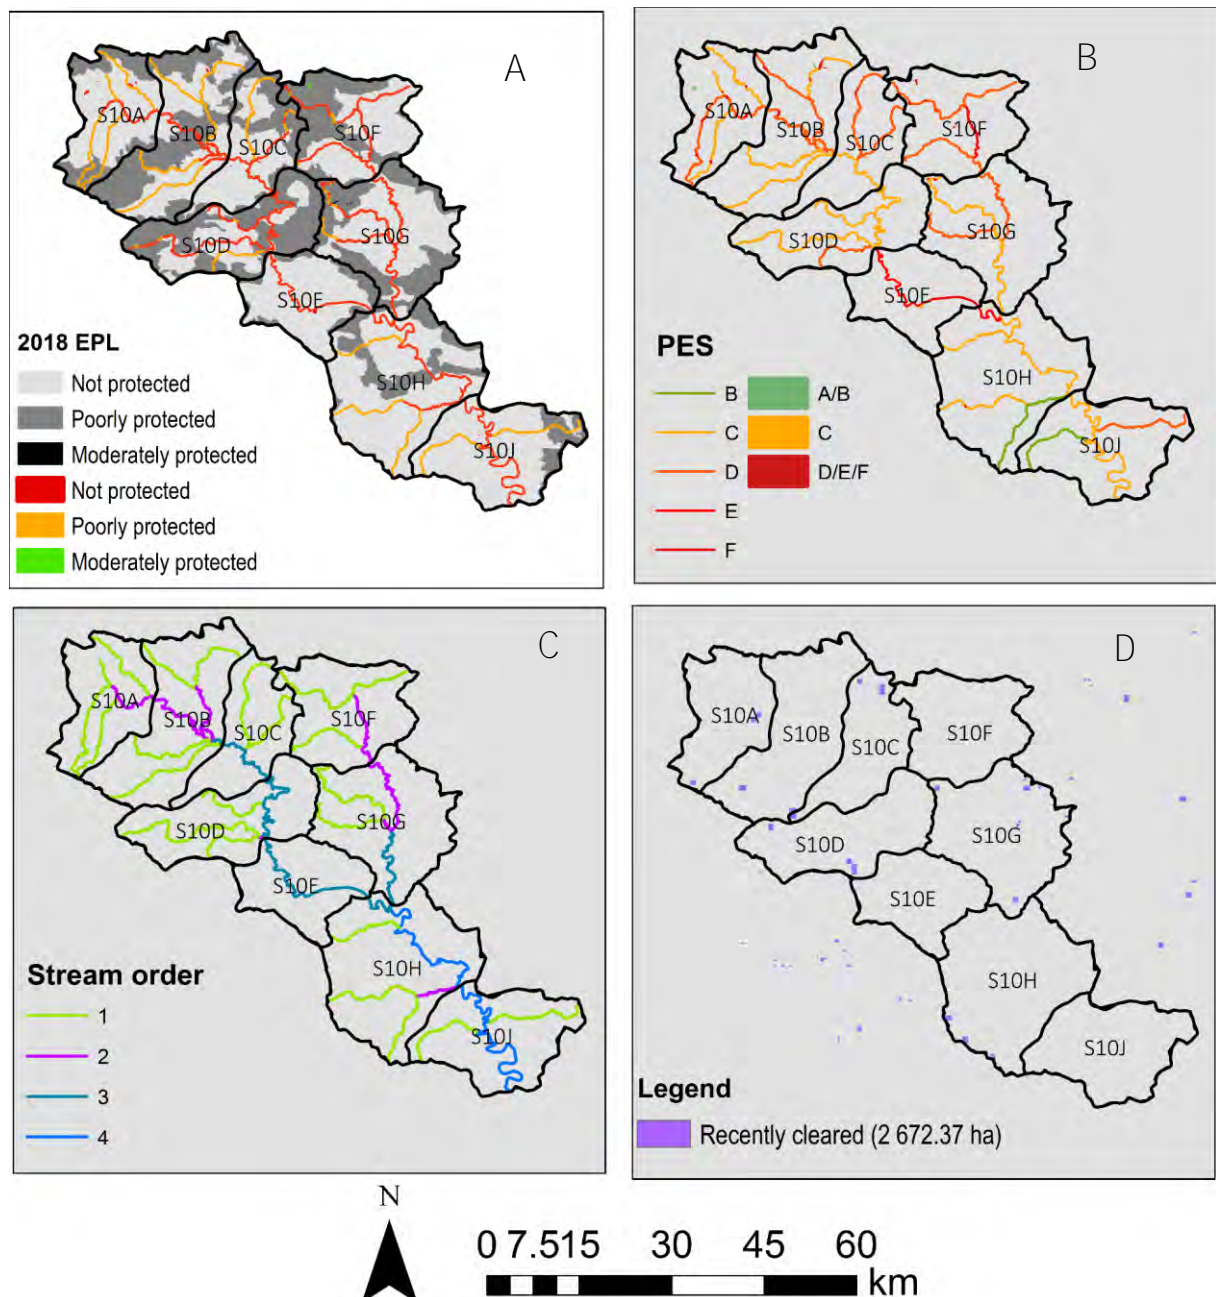 A
S10A
S10B
S10C
S10F
S10D
S10G
S10E
S10H
S10J
2018 EPL
Not protected
Poorly protected
Moderately protected
Not protected
Poorly protected
Moderately protected
B
S10A
S10B
S10C
S10F
S10D
S10G
S10E
S10H
S10J
PES
B A/B
C C
D D/E/F
E
F
C
S10A
S10B
S10C
S10F
S10D
S10G
S10E
S10H
S10J
Stream order
1
2
3
4
D
S10A
S10B
S10C
S10F
S10D
S10G
S10E
S10H
S10J
Legend
Recently cleared (2 672.37 ha)
N
0 7.515 30 45 60
km